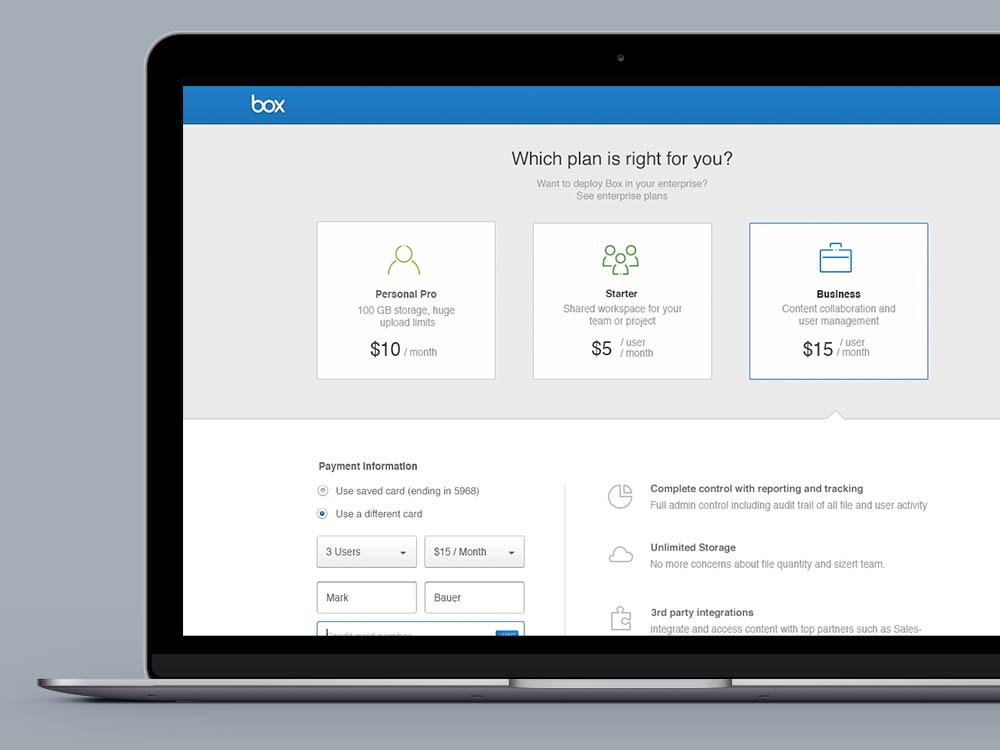 box
Which plan is right for you?
Want to deploy Box in your enterprise?
See enterprise plans
Personal Pro
100 GB storage, huge
upload limits
$10 / month
Starter
Shared workspace for your
team or project
$5 / user / month
Business
Content collaboration and
user management
$15 / user / month
Payment Information
Use saved card (ending in 5968)
Use a different card
3 Users
$15 / Month
Mark
Bauer
Credit card number
Complete control with reporting and tracking
Full admin control including audit trail of all file and user activity
Unlimited Storage
No more concerns about file quantity and sizert team.
3rd party integrations
Integrate and access content with top partners such as Sales-